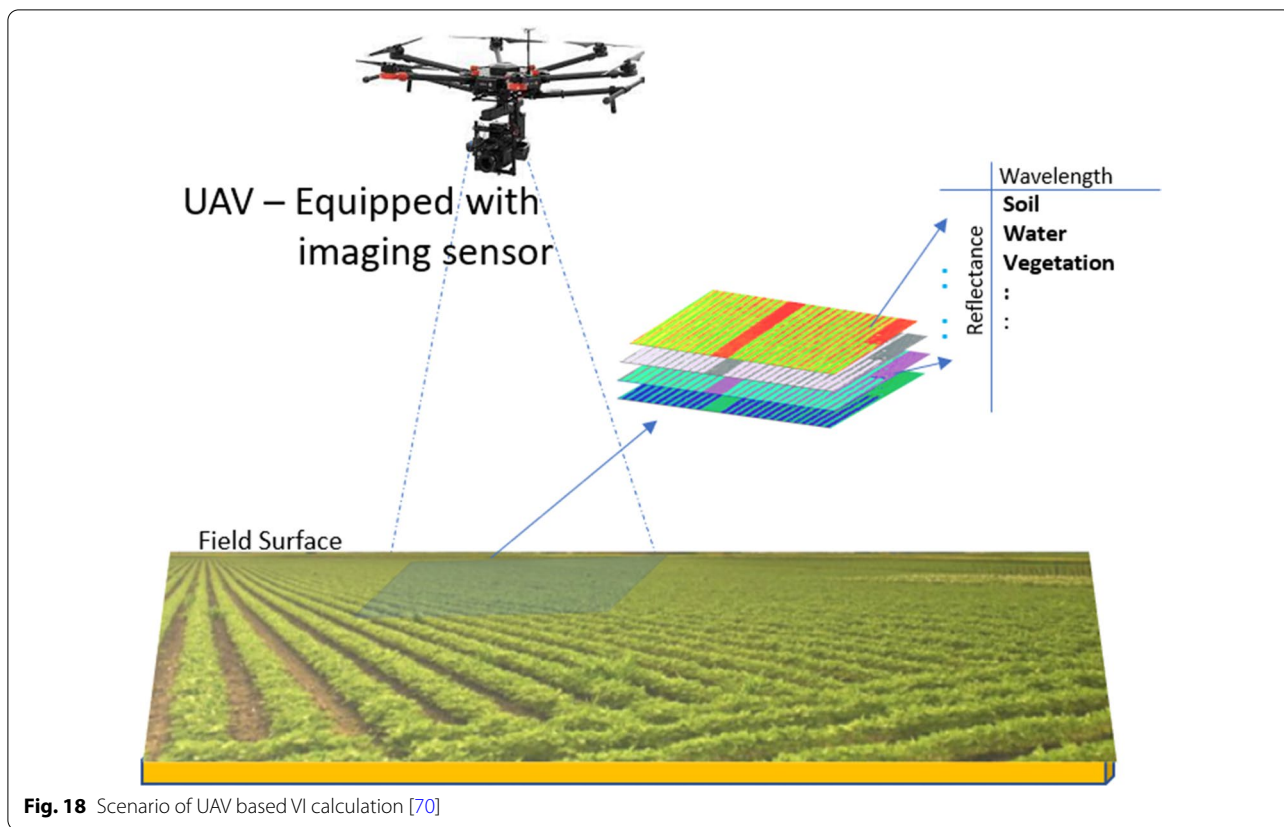 UAV – Equipped with
imaging sensor
Wavelength
Reflectance
Soil
Water
Vegetation
:
:
Field Surface
Fig. 18 Scenario of UAV based VI calculation [70]